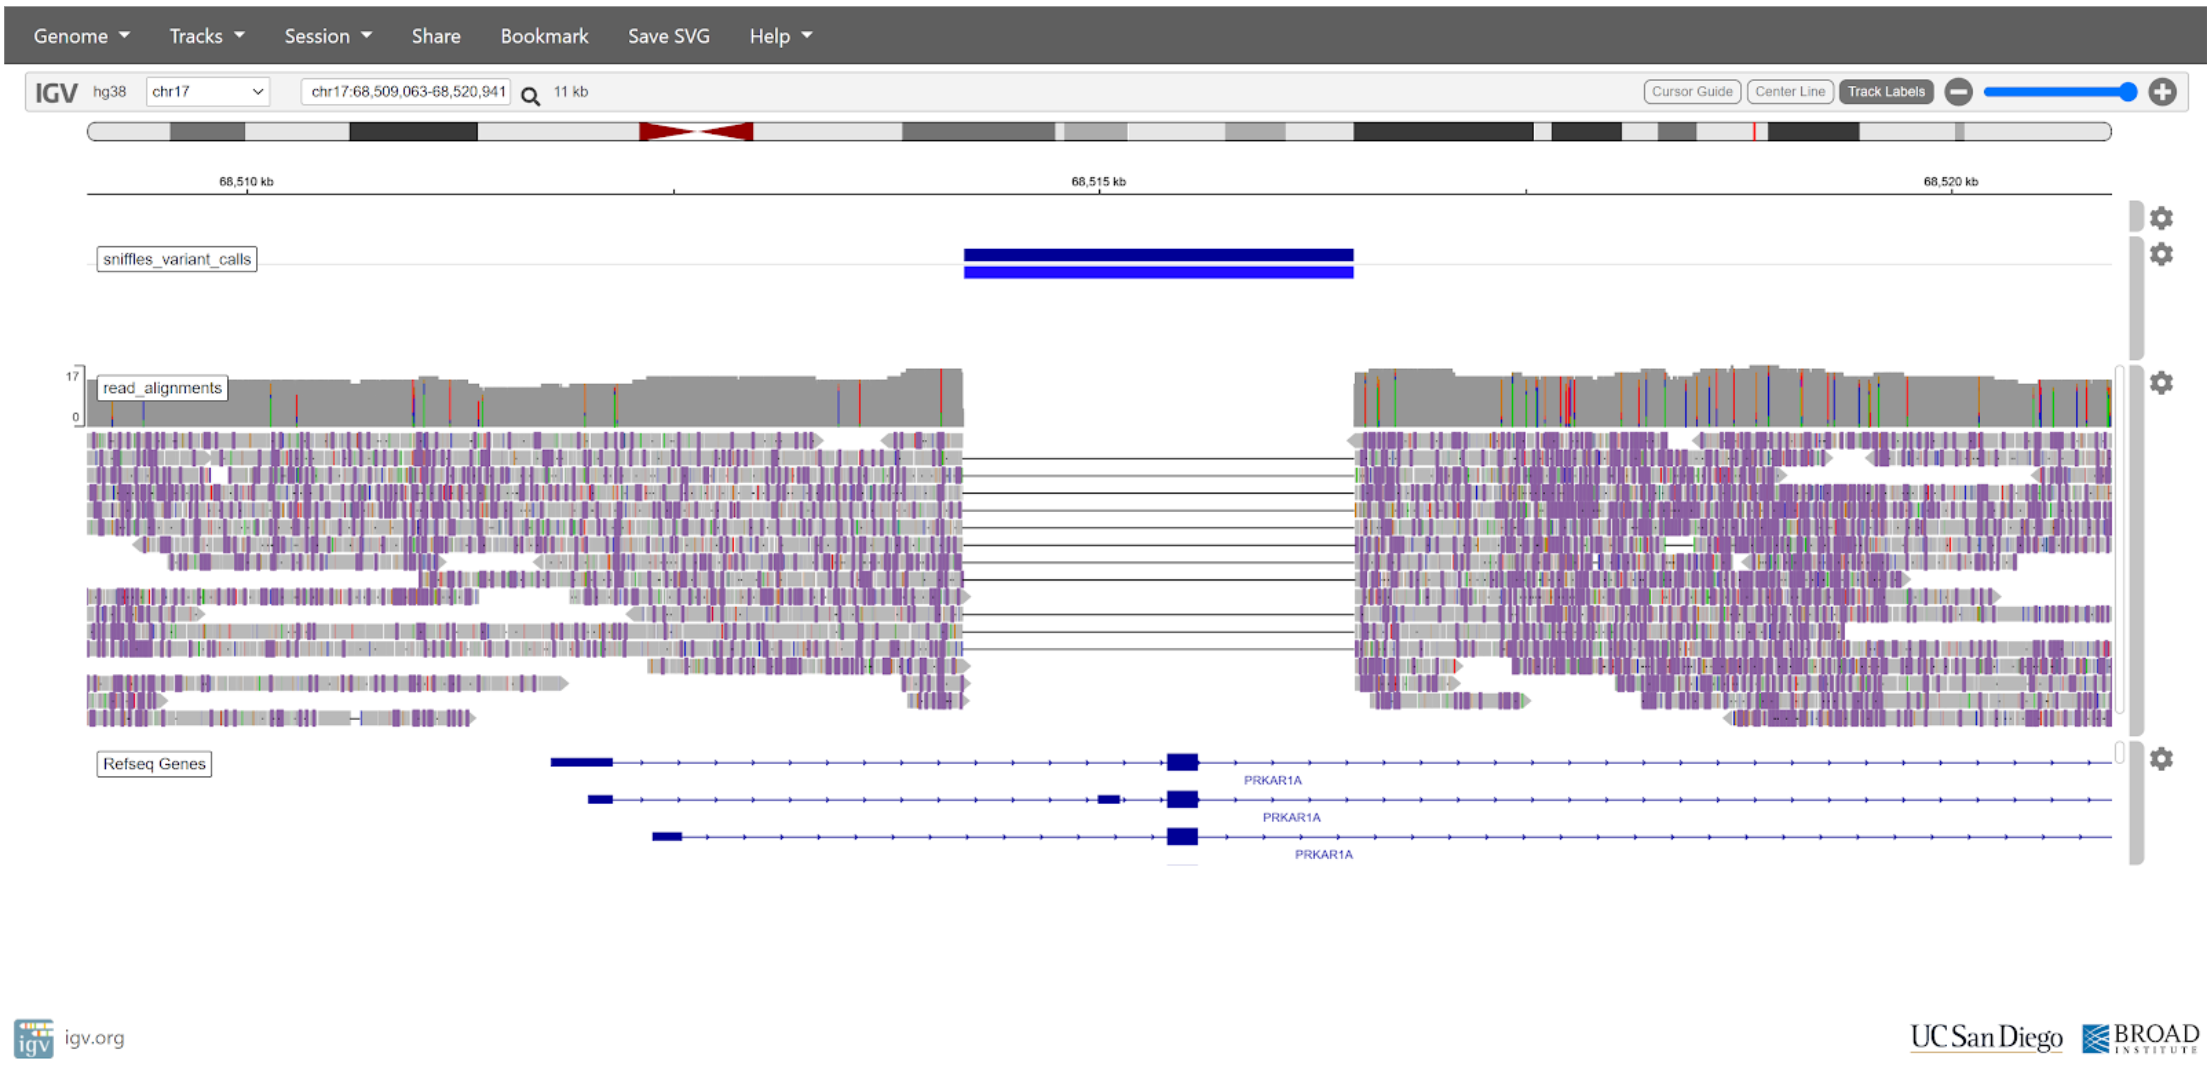 Genome Tracks Session Share Bookmark Save SVG Help
IGV hg38 chr17 chr17:68,509,063-68,520,941 11 kb Cursor Guide Center Line Track Labels
68,510 kb 68,515 kb 68,520 kb
sniffles_variant_calls
17
read_alignments
0
Refseq Genes
PRKAR1A
PRKAR1A
PRKAR1A
igv igv.org UC San Diego BROAD
INSTITUTE